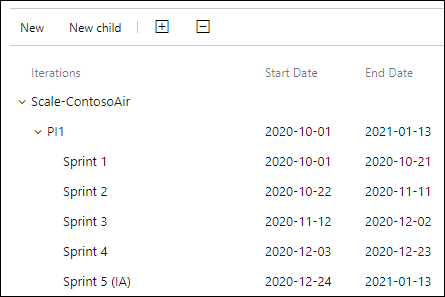 New New child
Iterations Start Date End Date
Scale-ContosoAir
PI1 2020-10-01 2021-01-13
Sprint 1 2020-10-01 2020-10-21
Sprint 2 2020-10-22 2020-11-11
Sprint 3 2020-11-12 2020-12-02
Sprint 4 2020-12-03 2020-12-23
Sprint 5 (IA) 2020-12-24 2021-01-13